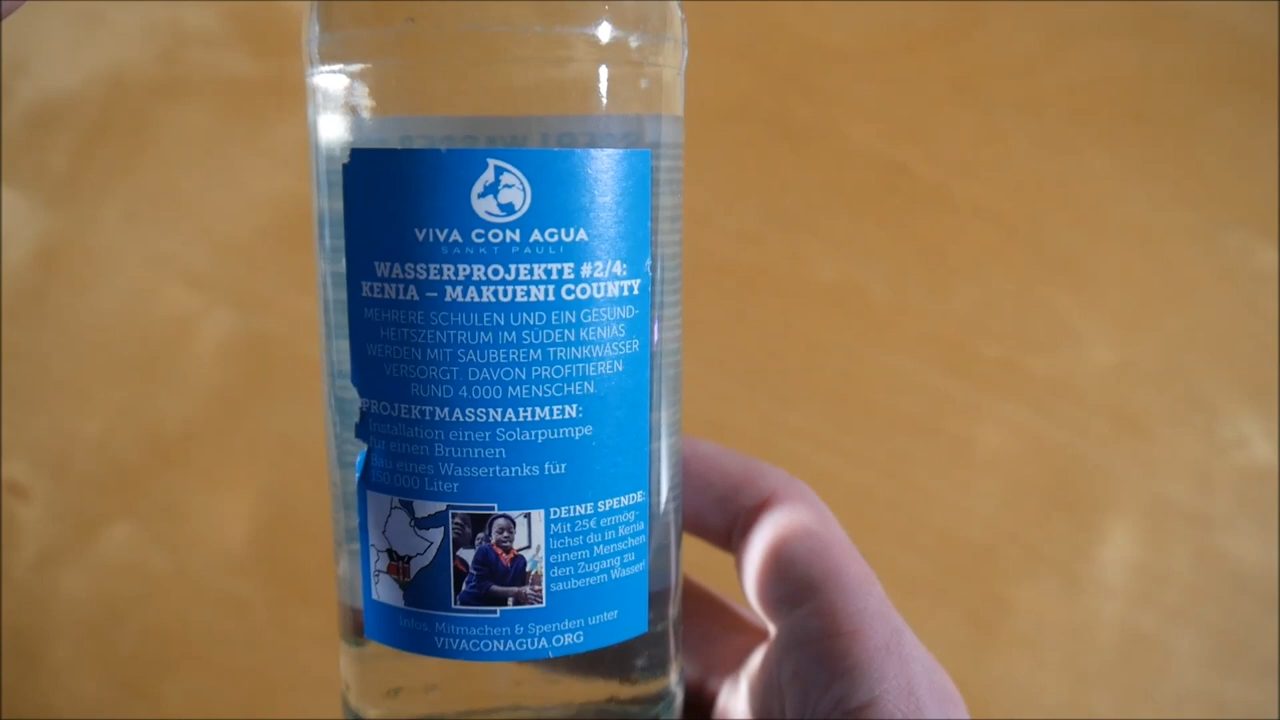 VIVA CON AGUA
SANKT PAULI
WASSERPROJEKTE #2/4:
KENIA – MAKUENI COUNTY
MEHRERE SCHULEN UND EIN GESUND-
HEITSZENTRUM IM SÜDEN KENIAS
WERDEN MIT SAUBEREM TRINKWASSER
VERSORGT. DAVON PROFITIEREN
RUND 4.000 MENSCHEN.
PROJEKTMASSNAHMEN:
Installation einer Solarpumpe
für einen Brunnen
Bau eines Wassertanks für
150.000 Liter
DEINE SPENDE:
Mit 25€ ermög-
lichst du in Kenia
einem Menschen
den Zugang zu
sauberem Wasser!
Infos, Mitmachen & Spenden unter
VIVACONAGUA.ORG